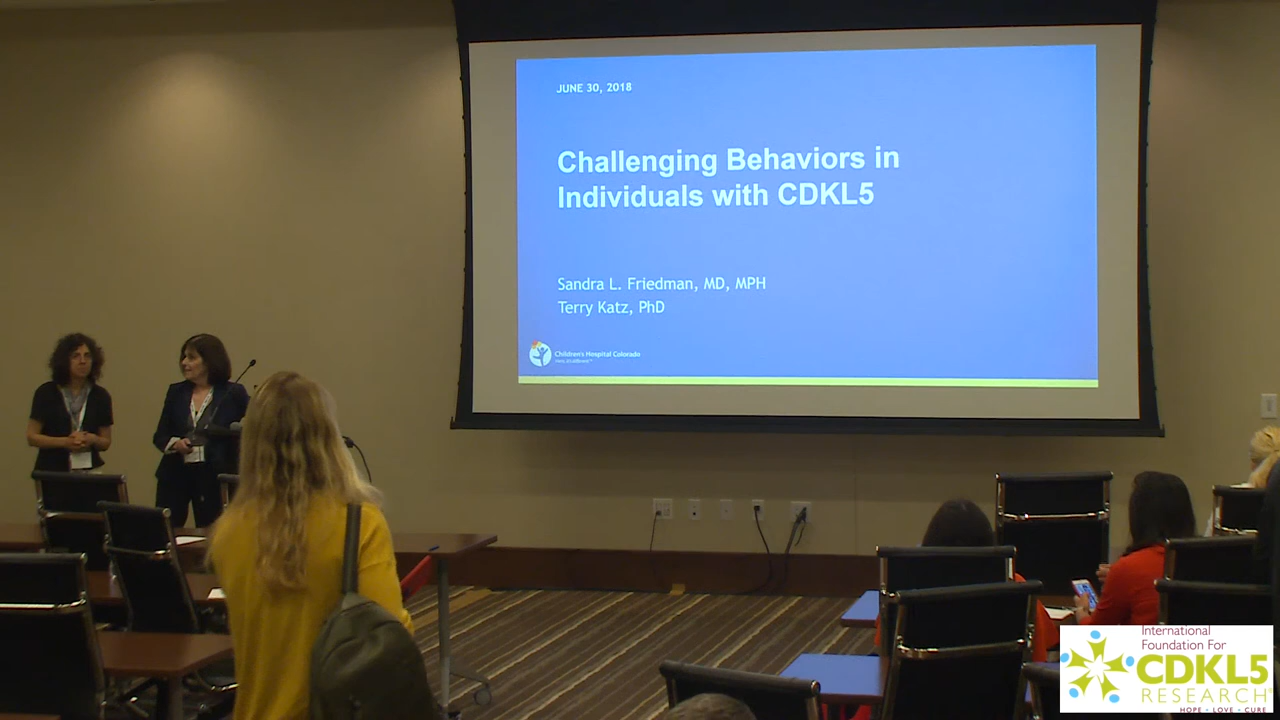 JUNE 30, 2018
Challenging Behaviors in
Individuals with CDKL5
Sandra L. Friedman, MD, MPH
Terry Katz, PhD
Children's Hospital Colorado
International
Foundation For
CDKL5
RESEARCH
HOPE • LOVE • CURE